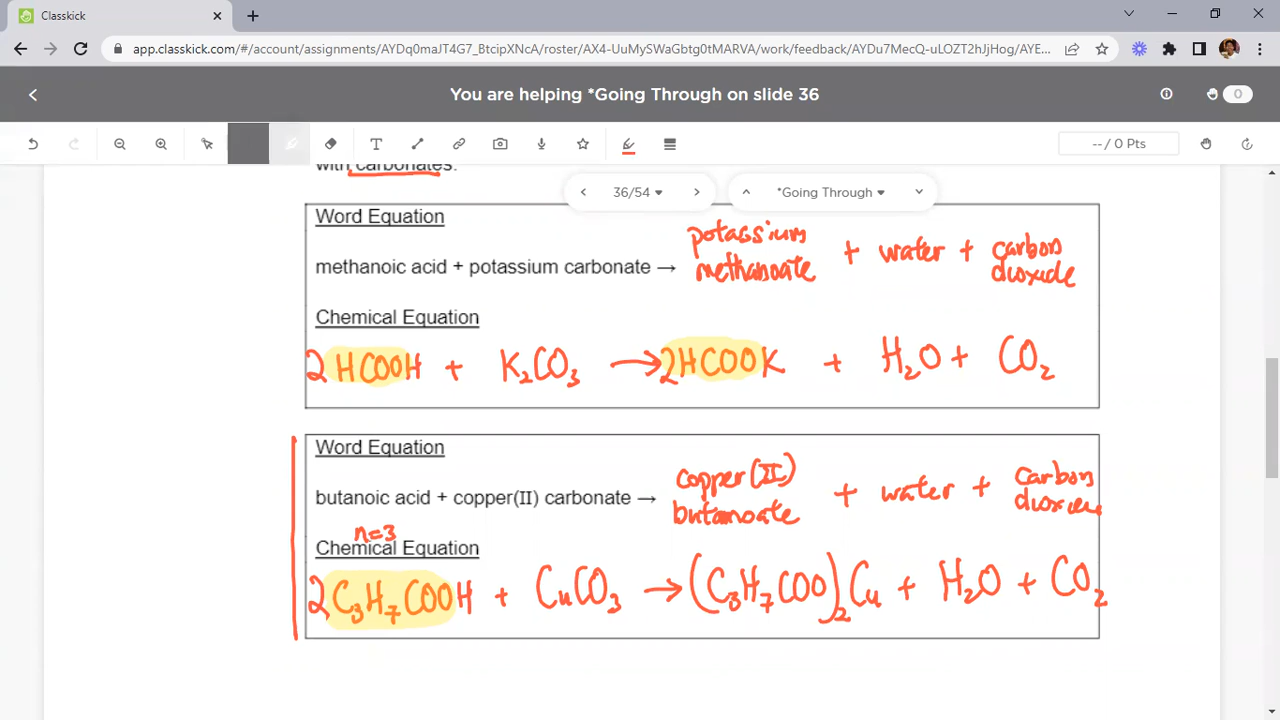 Classkick
app.classkick.com/#/account/assignments/AYDq0maJT4G7_BtcipXNcA/roster/AX4-UuMySWaGbtg0tMARVA/work/feedback/AYDu7MecQ-uLOZT2hJjHog/AYE...
You are helping *Going Through on slide 36
0
-- / 0 Pts
with carbonates.
36/54
*Going Through
Word Equation
methanoic acid + potassium carbonate → potassium methanoate + water + carbon dioxide
Chemical Equation
2HCOOH + K₂CO₃ → 2HCOOK + H₂O + CO₂
Word Equation
butanoic acid + copper(II) carbonate → copper(II) butanoate + water + carbon dioxide
n=3
Chemical Equation
2C₃H₇COOH + CuCO₃ → (C₃H₇COO)₂Cu + H₂O + CO₂